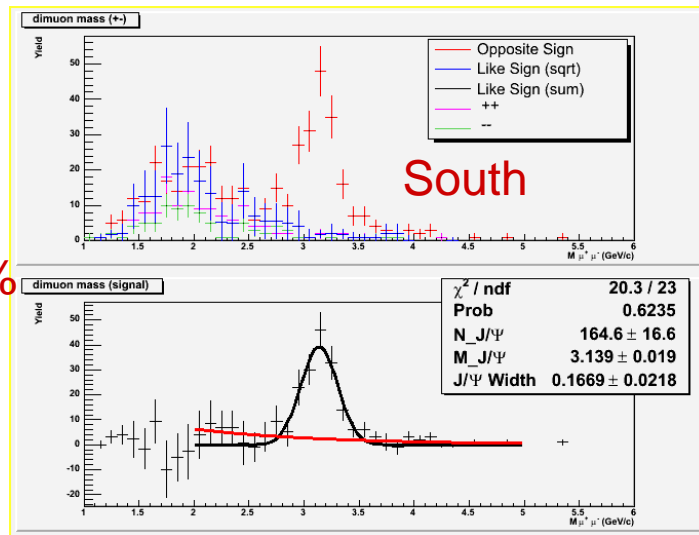 dimuon mass (+-)
Yield
50
40
30
20
10
0
Opposite Sign
Like Sign (sqrt)
Like Sign (sum)
++
--
South
1 1.5 2 2.5 3 3.5 4 4.5 5 5.5 6
M μ⁺ μ⁻ (GeV/c)
%
dimuon mass (signal)
Yield
50
40
30
20
10
0
-10
-20
χ² / ndf 20.3 / 23
Prob 0.6235
N_J/Ψ 164.6 ± 16.6
M_J/Ψ 3.139 ± 0.019
J/Ψ Width 0.1669 ± 0.0218
1 1.5 2 2.5 3 3.5 4 4.5 5 5.5 6
M μ⁺ μ⁻ (GeV/c)